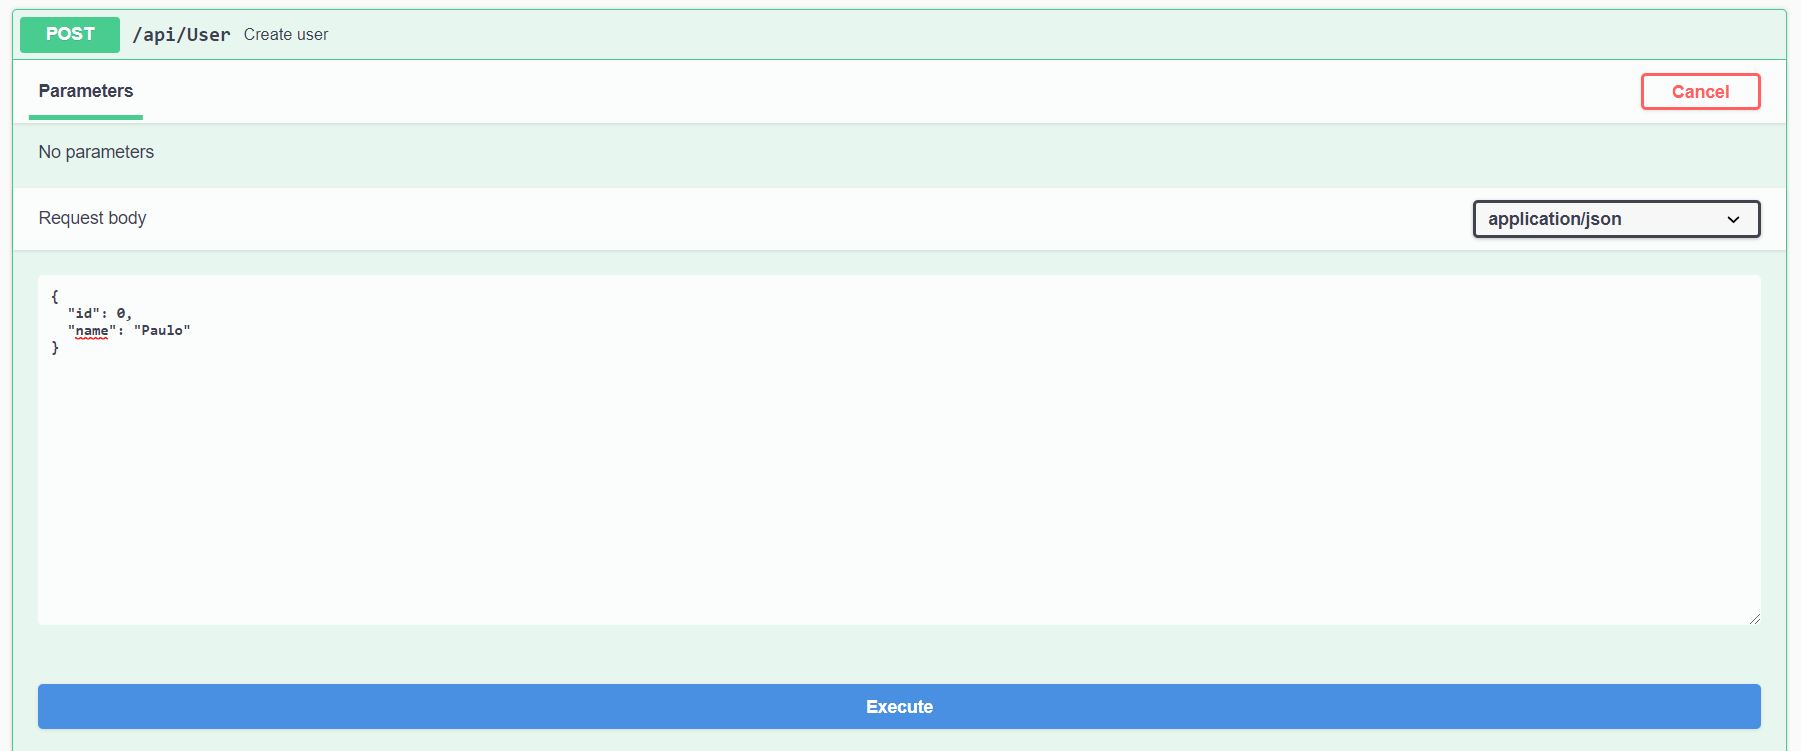 POST /api/User Create user
Parameters Cancel
No parameters
Request body application/json
{
  "id": 0,
  "name": "Paulo"
}
Execute